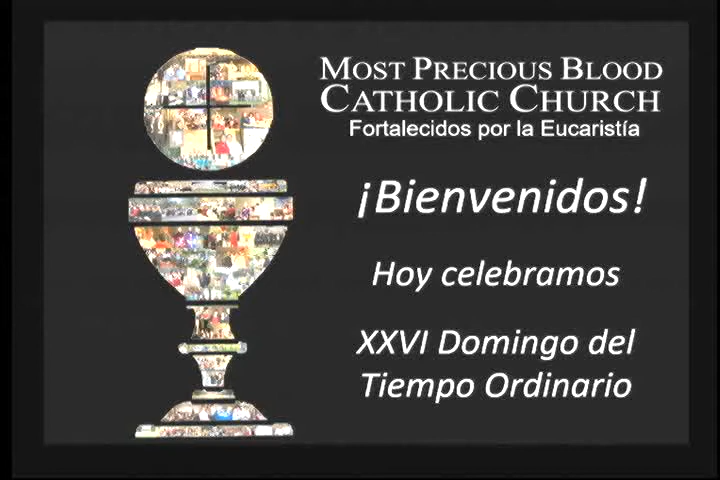 MOST PRECIOUS BLOOD
CATHOLIC CHURCH
Fortalecidos por la Eucaristía
¡Bienvenidos!
Hoy celebramos
XXVI Domingo del
Tiempo Ordinario